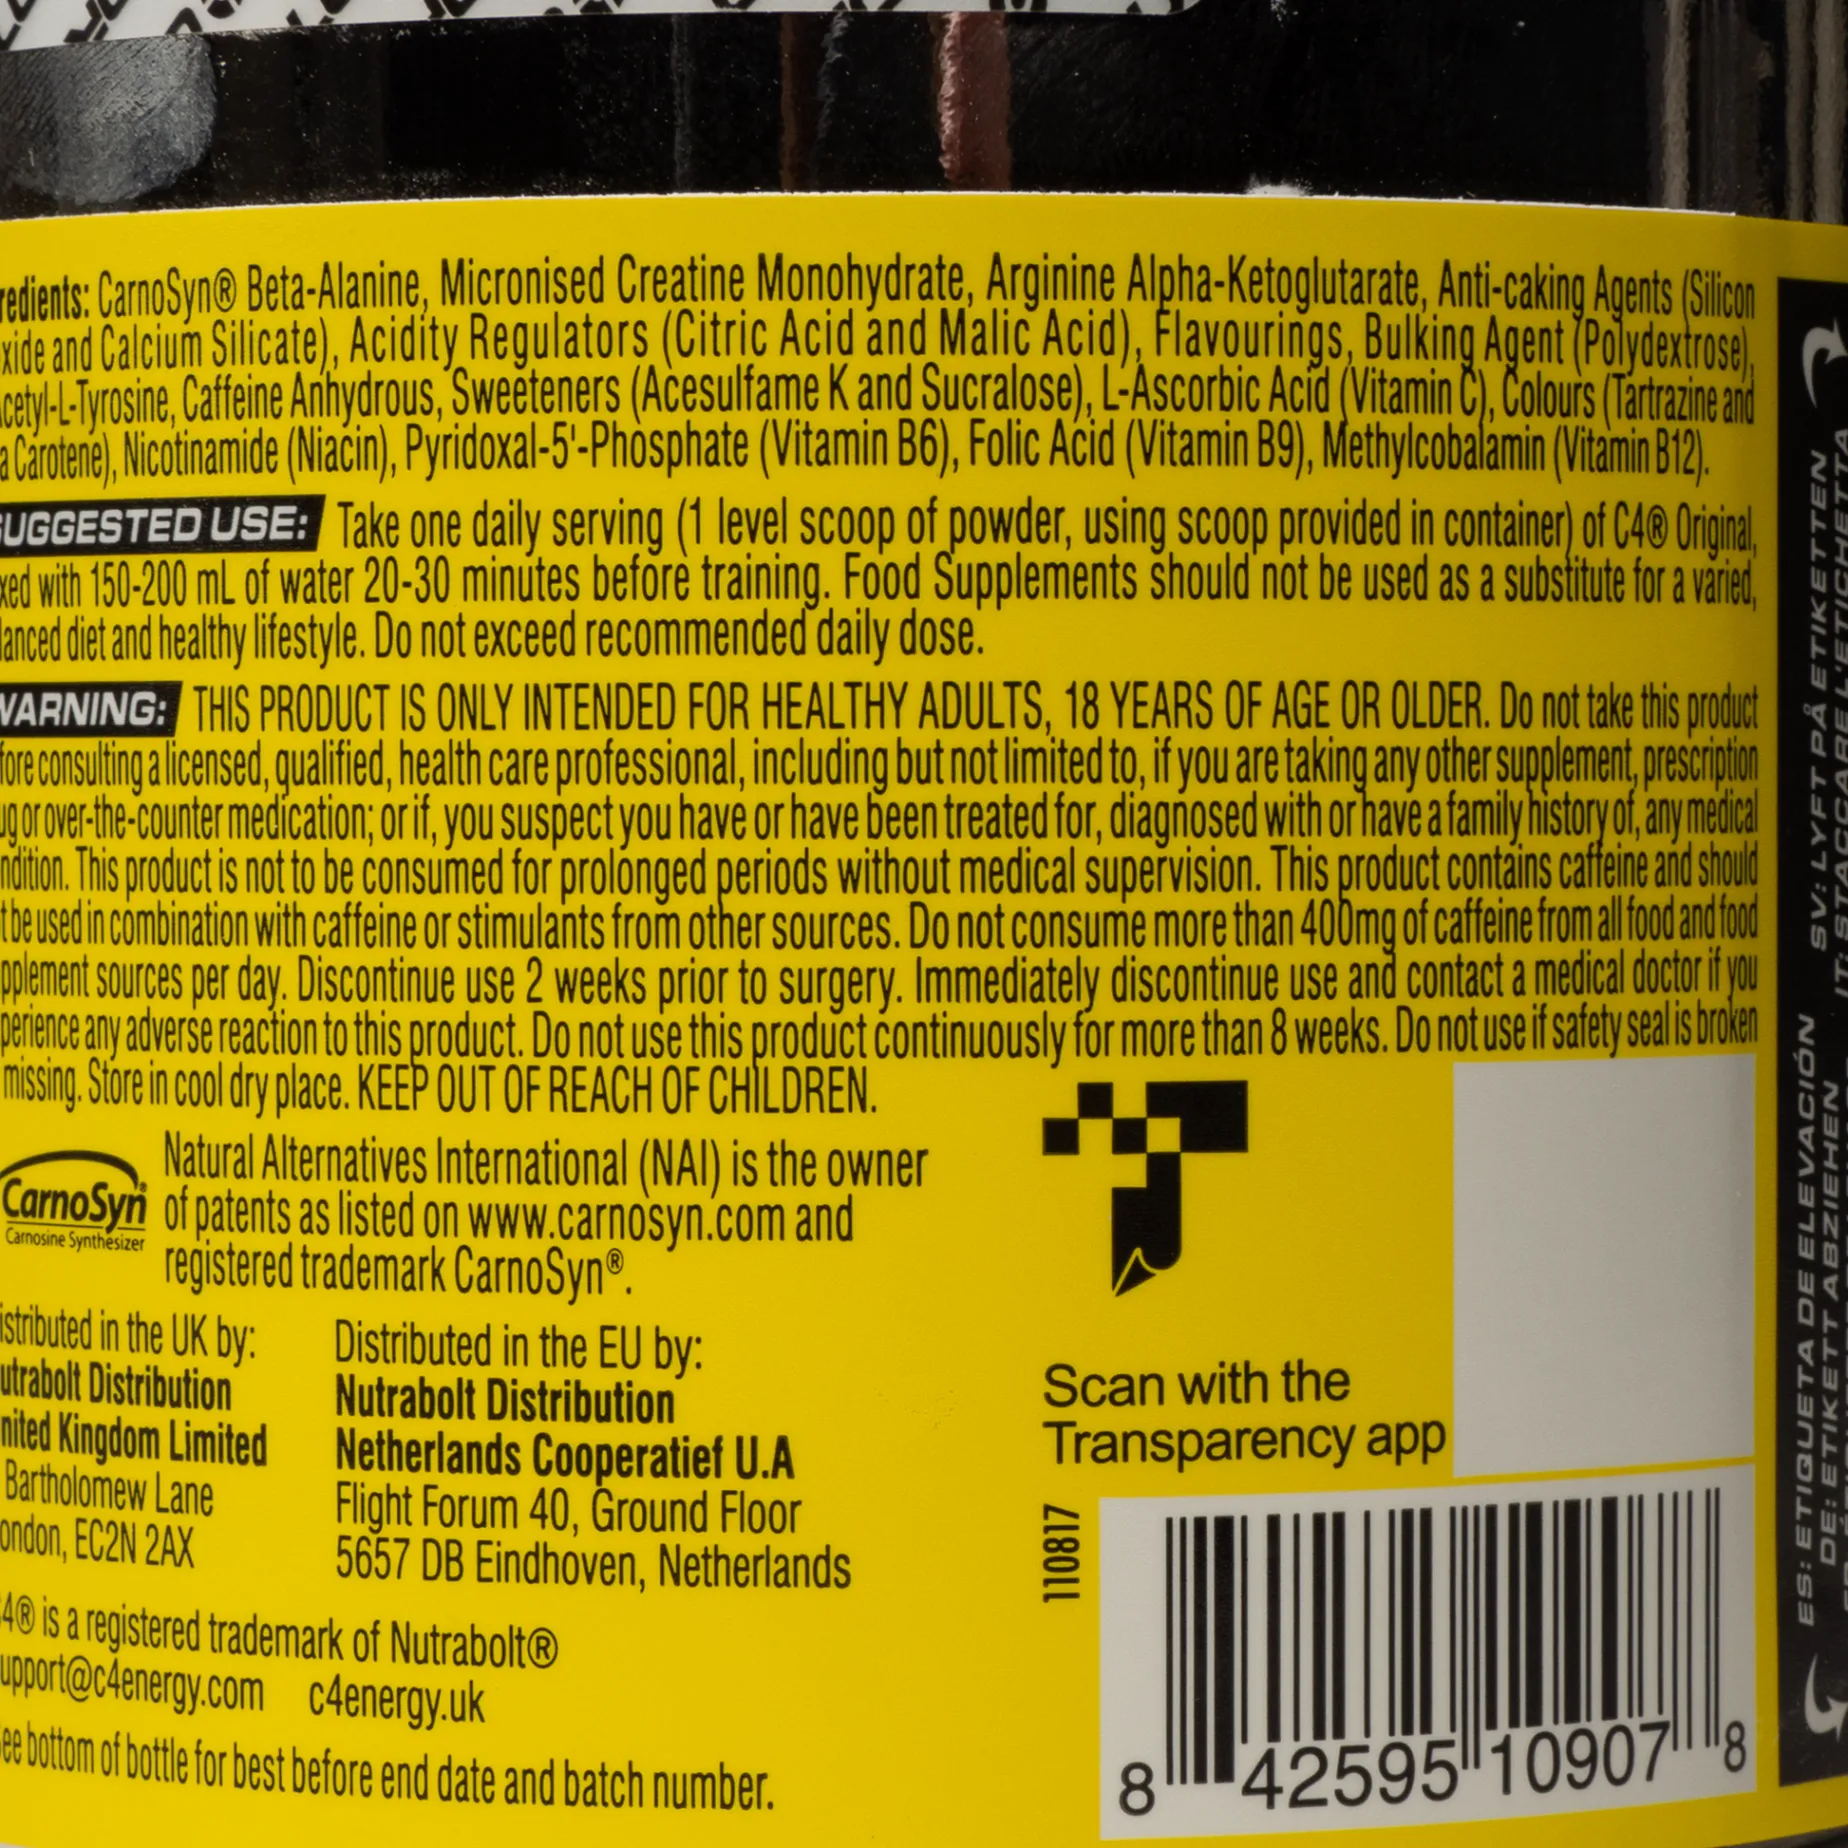 redients: CarnoSyn® Beta-Alanine, Micronised Creatine Monohydrate, Arginine Alpha-Ketoglutarate, Anti-caking Agents (Silicon
xide and Calcium Silicate), Acidity Regulators (Citric Acid and Malic Acid), Flavourings, Bulking Agent (Polydextrose),
cetyl-L-Tyrosine, Caffeine Anhydrous, Sweeteners (Acesulfame K and Sucralose), L-Ascorbic Acid (Vitamin C), Colours (Tartrazine and
a Carotene), Nicotinamide (Niacin), Pyridoxal-5'-Phosphate (Vitamin B6), Folic Acid (Vitamin B9), Methylcobalamin (Vitamin B12).
SUGGESTED USE: Take one daily serving (1 level scoop of powder, using scoop provided in container) of C4® Original,
xed with 150-200 mL of water 20-30 minutes before training. Food Supplements should not be used as a substitute for a varied,
lanced diet and healthy lifestyle. Do not exceed recommended daily dose.
WARNING: THIS PRODUCT IS ONLY INTENDED FOR HEALTHY ADULTS, 18 YEARS OF AGE OR OLDER. Do not take this product
fore consulting a licensed, qualified, health care professional, including but not limited to, if you are taking any other supplement, prescription
ug or over-the-counter medication; or if, you suspect you have or have been treated for, diagnosed with or have a family history of, any medical
ndition. This product is not to be consumed for prolonged periods without medical supervision. This product contains caffeine and should
t be used in combination with caffeine or stimulants from other sources. Do not consume more than 400mg of caffeine from all food and food
pplement sources per day. Discontinue use 2 weeks prior to surgery. Immediately discontinue use and contact a medical doctor if you
perience any adverse reaction to this product. Do not use this product continuously for more than 8 weeks. Do not use if safety seal is broken
missing. Store in cool dry place. KEEP OUT OF REACH OF CHILDREN.
CarnoSyn®
Carnosine Synthesizer
Natural Alternatives International (NAI) is the owner
of patents as listed on www.carnosyn.com and
registered trademark CarnoSyn®.
istributed in the UK by:
utrabolt Distribution
nited Kingdom Limited
Bartholomew Lane
ondon, EC2N 2AX
Distributed in the EU by:
Nutrabolt Distribution
Netherlands Cooperatief U.A
Flight Forum 40, Ground Floor
5657 DB Eindhoven, Netherlands
4® is a registered trademark of Nutrabolt®
upport@c4energy.com c4energy.uk
ee bottom of bottle for best before end date and batch number.
Scan with the
Transparency app
110817
8 42595 10907 8
ES: ETIQUETA DE ELEVACIÓN SV: LYFT PÅ ETIKETTEN
DE: ETIKETT ABZIEHEN IT: STACCARE L'ETICHETTA